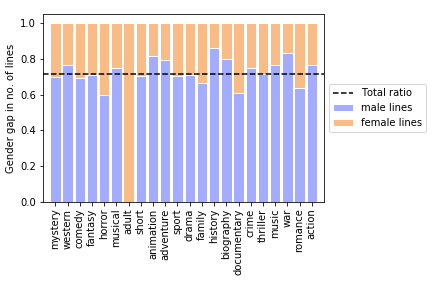 Gender gap in no. of lines
1.0
0.8
0.6
0.4
0.2
0.0
mystery
western
comedy
fantasy
horror
musical
adult
short
animation
adventure
sport
drama
family
history
biography
documentary
crime
thriller
music
war
romance
action
Total ratio
male lines
female lines